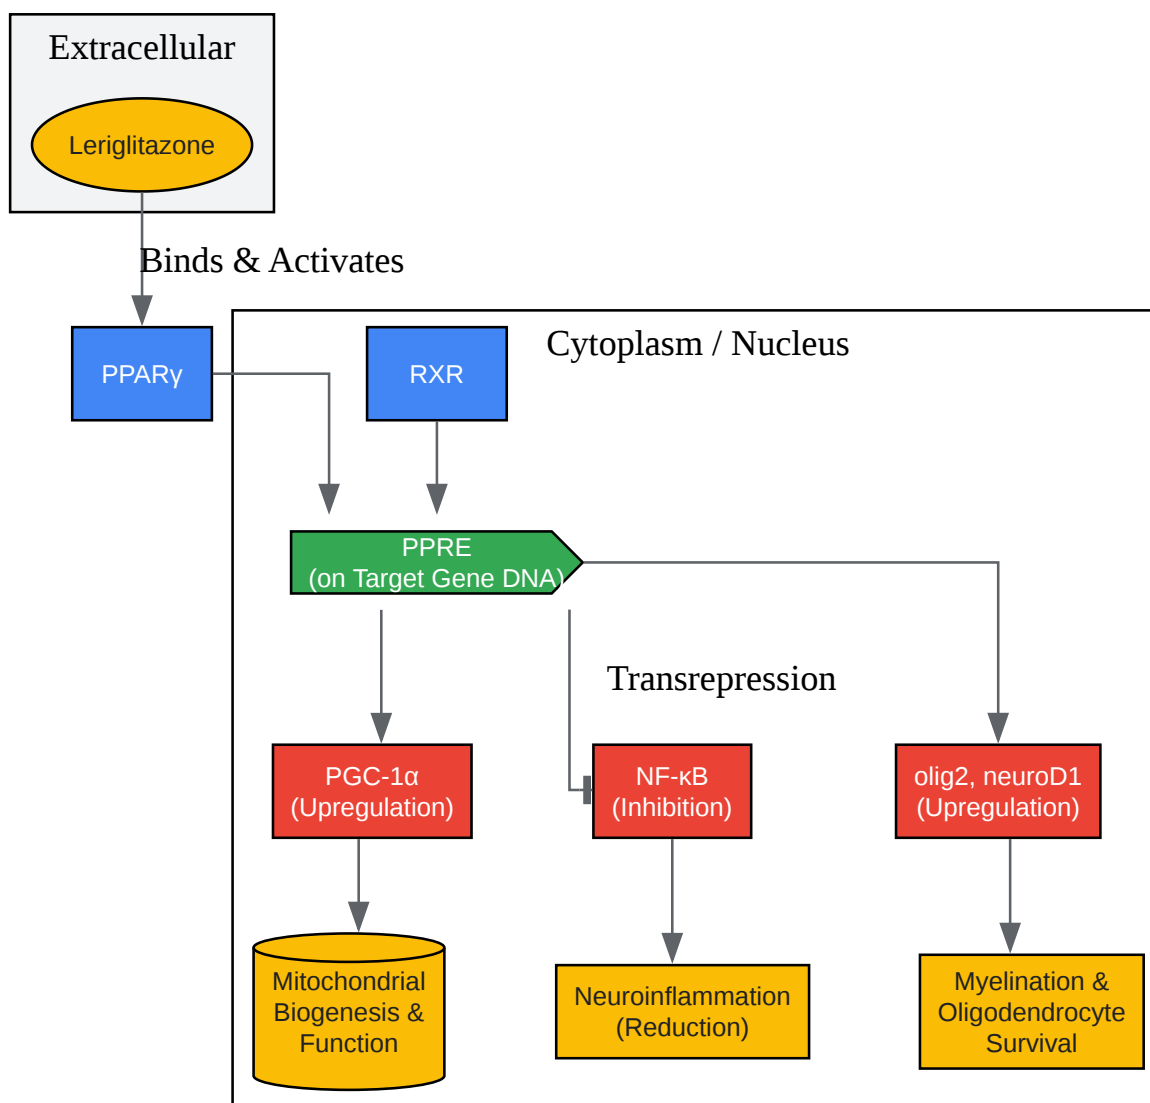 Extracellular
Leriglitazone
Binds & Activates
Cytoplasm / Nucleus
PPARγ
RXR
PPRE
(on Target Gene DNA)
Transrepression
PGC-1α
(Upregulation)
NF-κB
(Inhibition)
olig2, neuroD1
(Upregulation)
Mitochondrial
Biogenesis &
Function
Neuroinflammation
(Reduction)
Myelination &
Oligodendrocyte
Survival